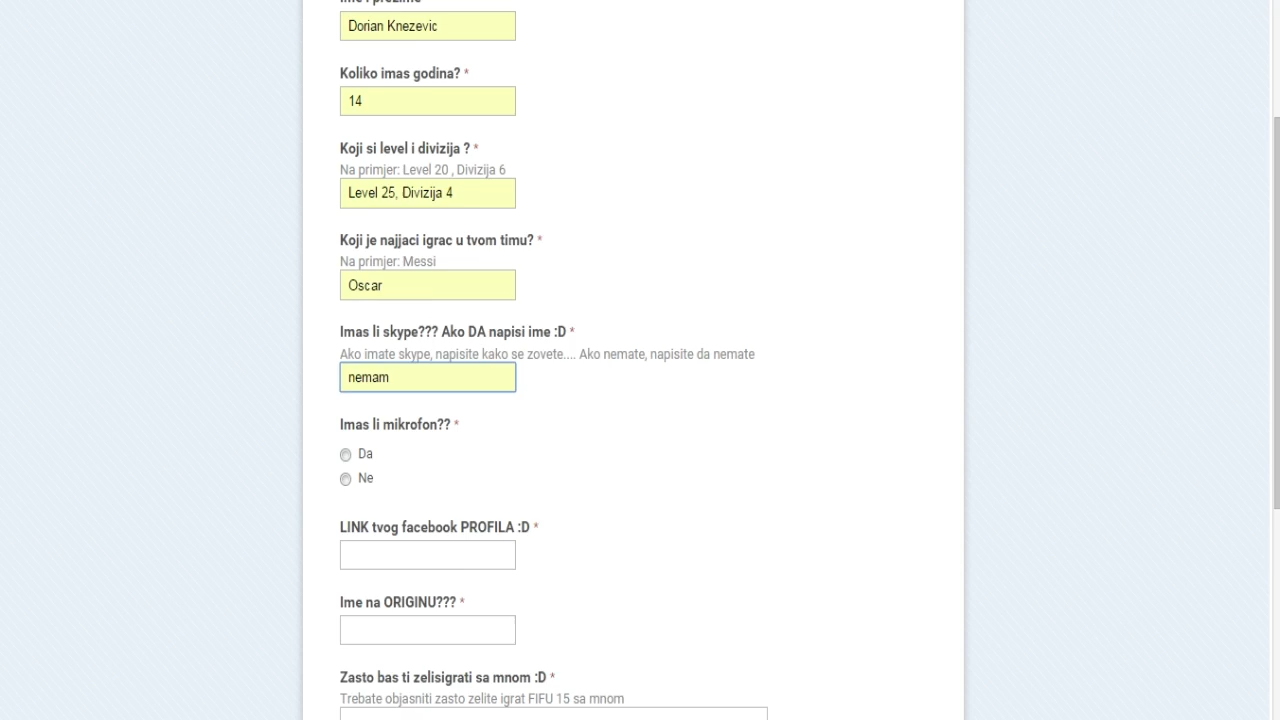 Dorian Knezevic
Koliko imas godina? *
14
Koji si level i divizija ? *
Na primjer: Level 20 , Divizija 6
Level 25, Divizija 4
Koji je najjaci igrac u tvom timu? *
Na primjer: Messi
Oscar
Imas li skype??? Ako DA napisi ime :D *
Ako imate skype, napisite kako se zovete.... Ako nemate, napisite da nemate
nemam
Imas li mikrofon?? *
Da
Ne
LINK tvog facebook PROFILA :D *
Ime na ORIGINU??? *
Zasto bas ti zelisigrati sa mnom :D *
Trebate objasniti zasto zelite igrat FIFU 15 sa mnom